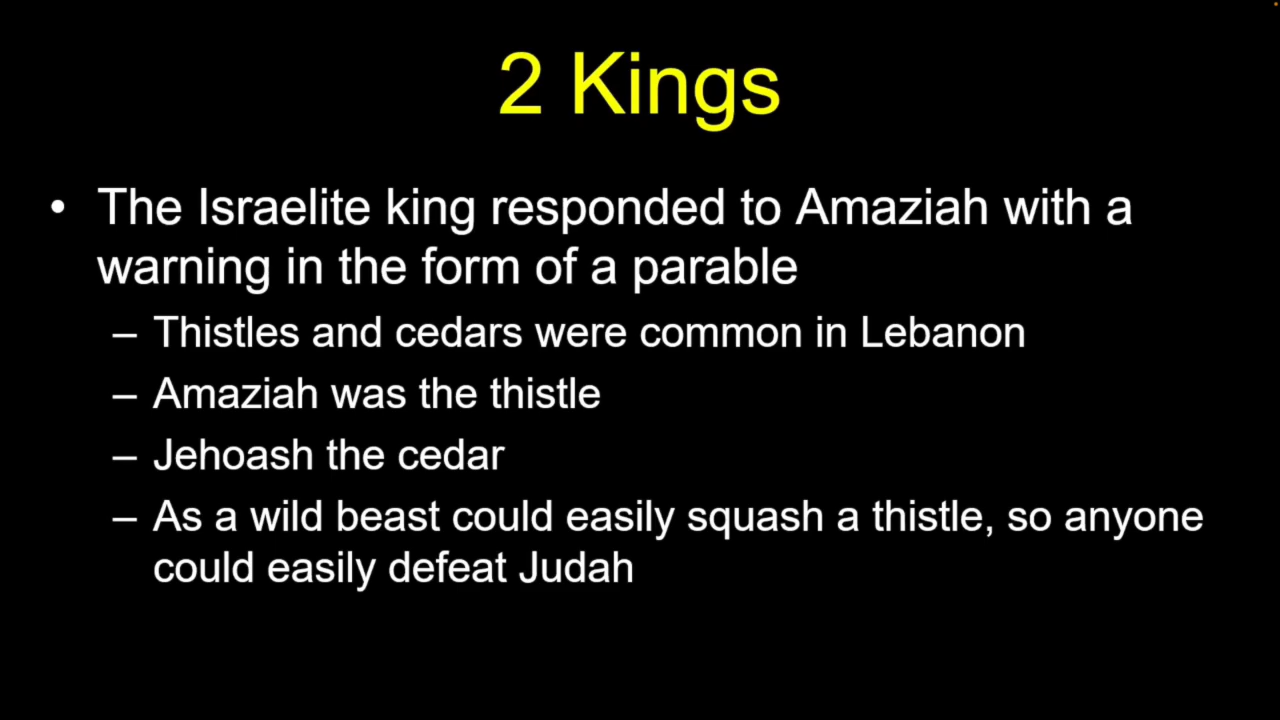 2 Kings
• The Israelite king responded to Amaziah with a
warning in the form of a parable
– Thistles and cedars were common in Lebanon
– Amaziah was the thistle
– Jehoash the cedar
– As a wild beast could easily squash a thistle, so anyone
could easily defeat Judah